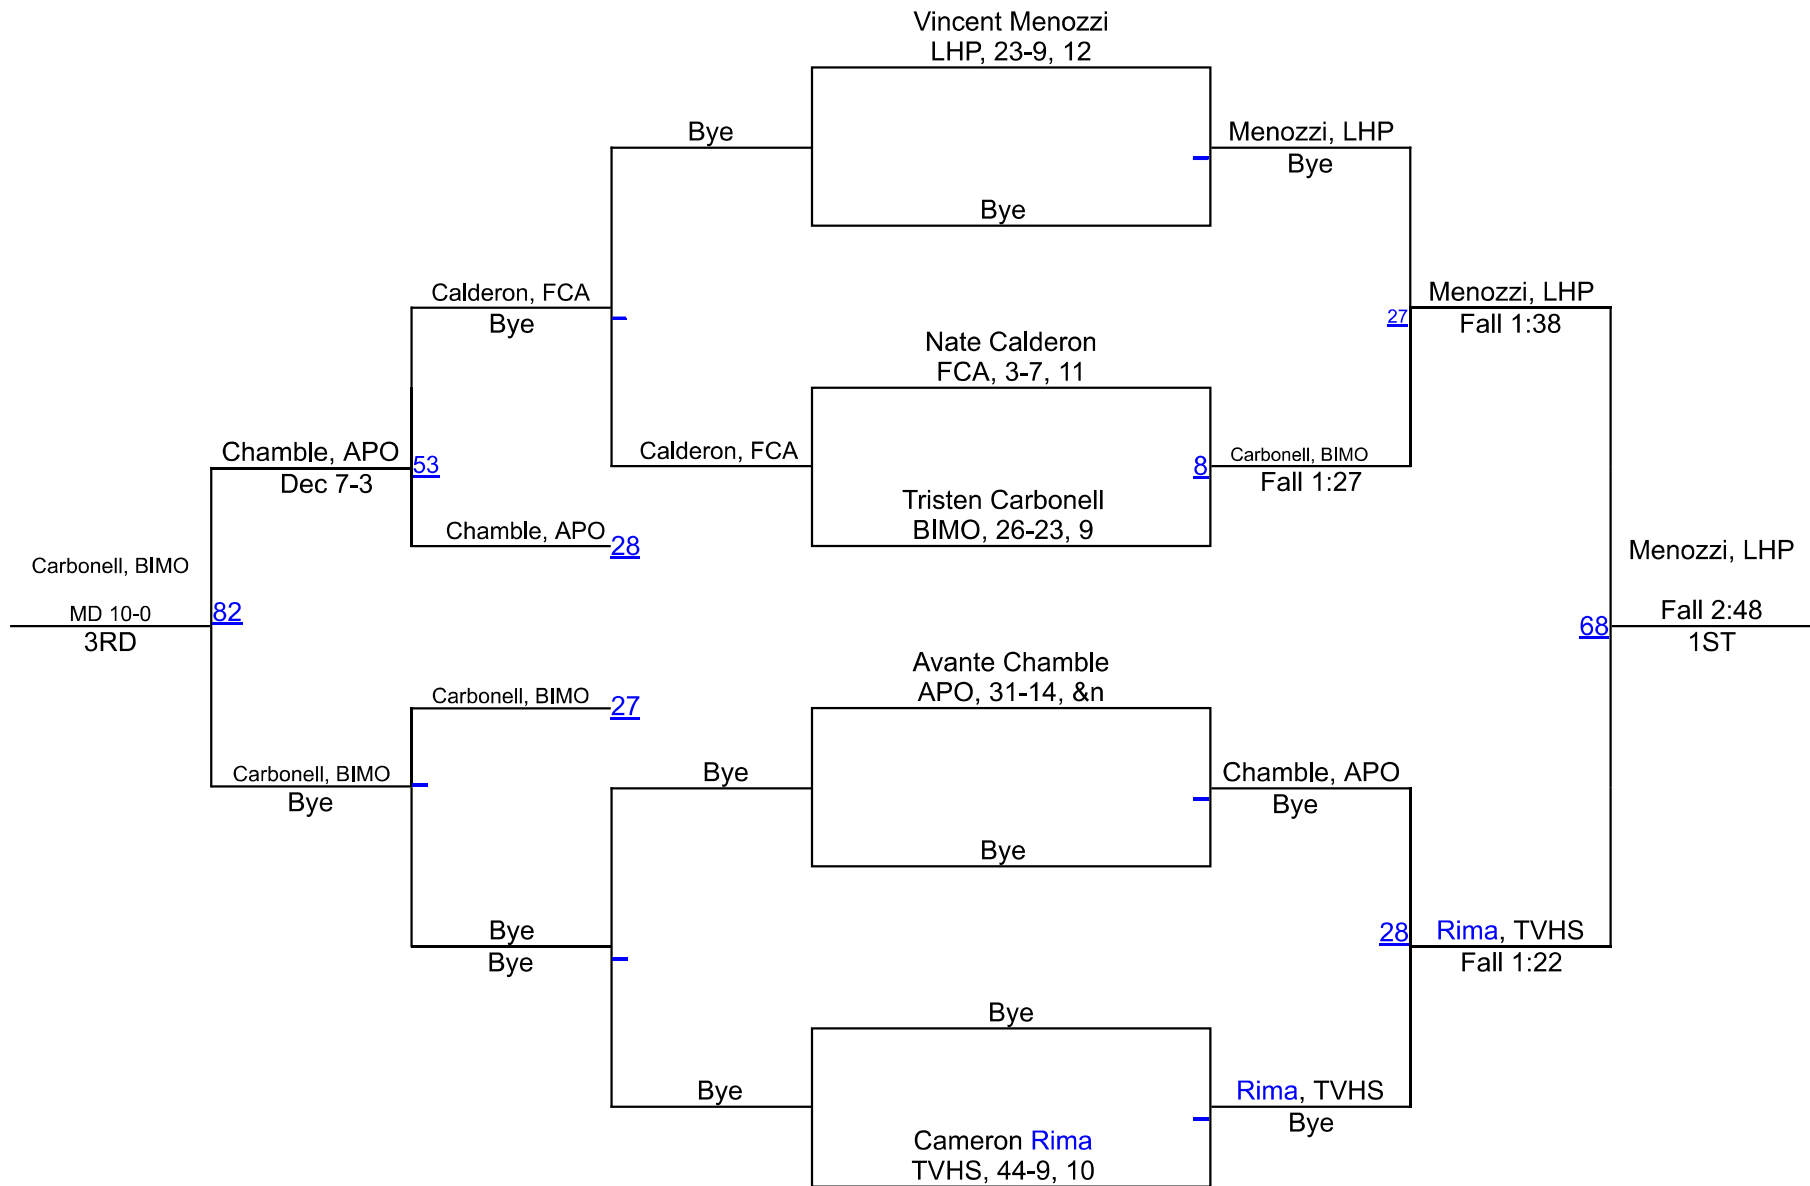 Vincent Menozzi
LHP, 23-9, 12
Bye
Menozzi, LHP
Bye
Bye
Calderon, FCA
Bye
Menozzi, LHP
27
Fall 1:38
Nate Calderon
FCA, 3-7, 11
Chamble, APO
53
Dec 7-3
Calderon, FCA
8
Carbonell, BIMO
Fall 1:27
Tristen Carbonell
BIMO, 26-23, 9
Chamble, APO
28
Carbonell, BIMO
MD 10-0
82
3RD
Menozzi, LHP
Fall 2:48
68
1ST
Avante Chamble
APO, 31-14, &n
Carbonell, BIMO
27
Carbonell, BIMO
Bye
Bye
Chamble, APO
Bye
Bye
Bye
Bye
28
Rima, TVHS
Fall 1:22
Bye
Bye
Rima, TVHS
Bye
Cameron Rima
TVHS, 44-9, 10